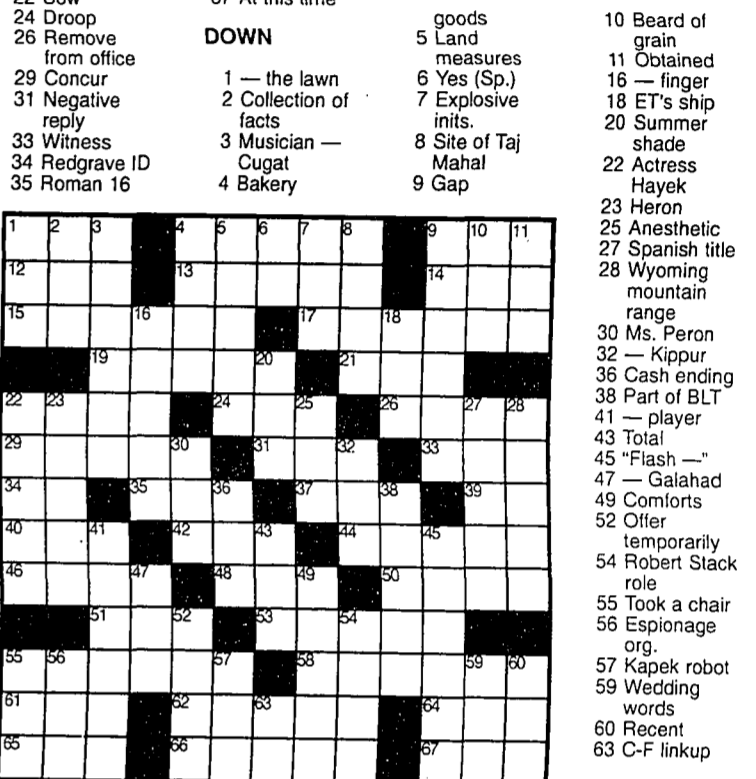 24 Droop
26 Remove
from office
29 Concur
31 Negative
reply
33 Witness
34 Redgrave ID
35 Roman 16
DOWN
1 — the lawn
2 Collection of
facts
3 Musician —
Cugat
4 Bakery
goods
5 Land
measures
6 Yes (Sp.)
7 Explosive
inits.
8 Site of Taj
Mahal
9 Gap
10 Beard of
grain
11 Obtained
16 — finger
18 ET's ship
20 Summer
shade
22 Actress
Hayek
23 Heron
25 Anesthetic
27 Spanish title
28 Wyoming
mountain
range
30 Ms. Peron
32 — Kippur
36 Cash ending
38 Part of BLT
41 — player
43 Total
45 "Flash —"
47 — Galahad
49 Comforts
52 Offer
temporarily
54 Robert Stack
role
55 Took a chair
56 Espionage
org.
57 Kapek robot
59 Wedding
words
60 Recent
63 C-F linkup
1 2 3 4 5 6 7 8 9 10 11
12 13 14
15 16 17 18
19 20 21
22 23 24 25 26 27 28
29 30 31 32 33
34 35 36 37 38 39
40 41 42 43 44 45
46 47 48 49 50
51 52 53 54
55 56 57 58 59 60
61 62 63 64
65 66 67